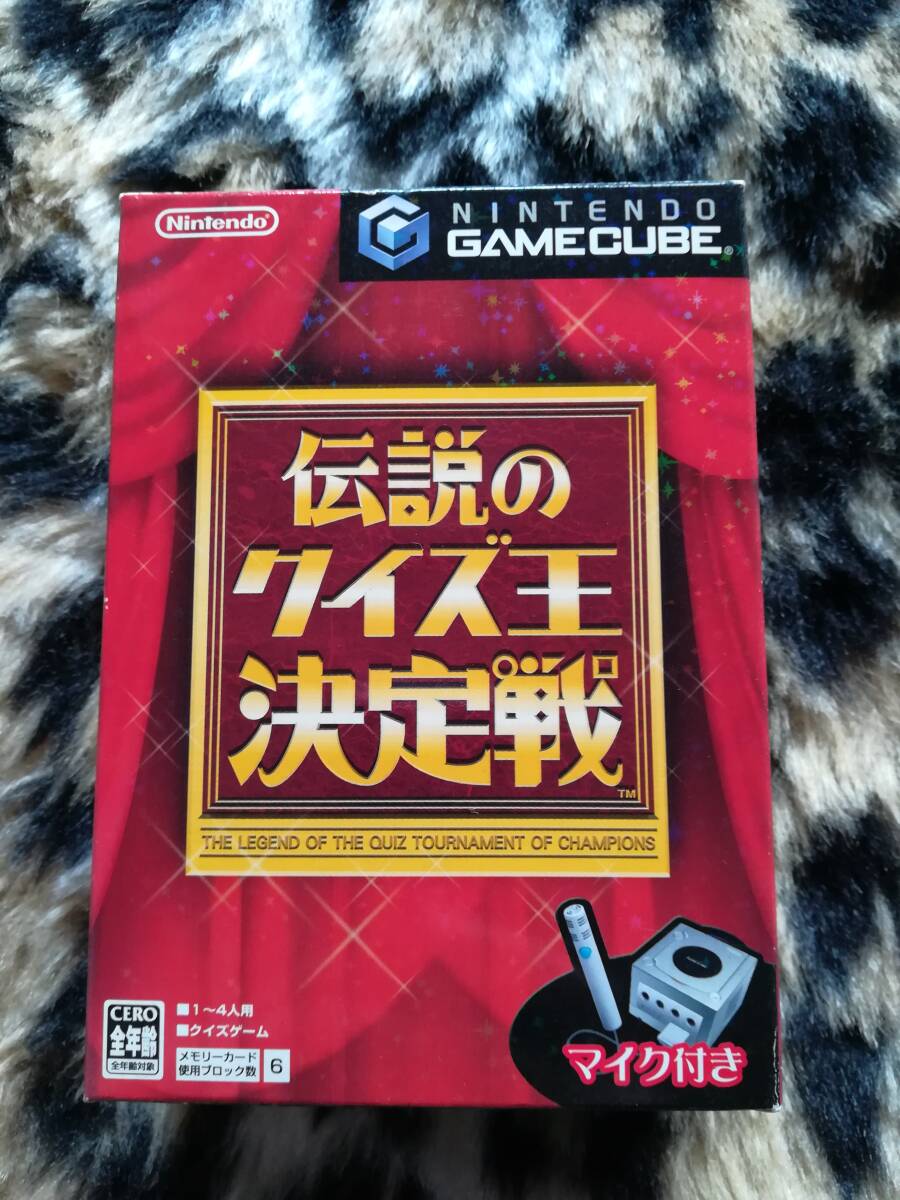 Nintendo®
NINTENDO
GAMECUBE®
伝説の
クイズ王
決定戦
TM
THE LEGEND OF THE QUIZ TOURNAMENT OF CHAMPIONS
CERO
全年齢
全年齢対象
■1～4人用
■クイズゲーム
メモリーカード
使用ブロック数 6
マイク付き